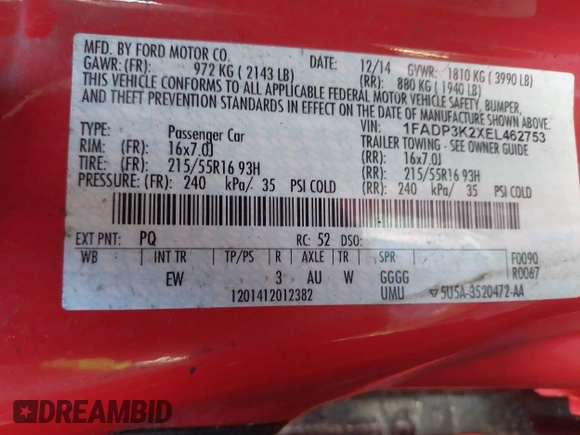 MFD. BY FORD MOTOR CO. DATE: 12/14 GVWR: 1810 KG ( 3990 LB)
GAWR:(FR): 972 KG ( 2143 LB) (RR): 880 KG ( 1940 LB)
THIS VEHICLE CONFORMS TO ALL APPLICABLE FEDERAL MOTOR VEHICLE SAFETY, BUMPER,
AND THEFT PREVENTION STANDARDS IN EFFECT ON THE DATE OF MANUFACTURE SHOWN ABOVE.
VIN: 1FADP3K2XEL462753
TYPE: Passenger Car TRAILER TOWING - SEE OWNER GUIDE
RIM: (FR): 16x7.0J (RR): 16x7.0J
TIRE: (FR): 215/55R16 93H (RR): 215/55R16 93H
PRESSURE: (FR): 240 kPa/ 35 PSI COLD (RR): 240 kPa/ 35 PSI COLD
EXT PNT: PQ RC: 52 DSO:
WB INT TR TP/PS R AXLE TR SPR F0090
EW 3 AU W GGGG R0067
1201412012382 UMU 5U5A-3520472-AA
DREAMBID